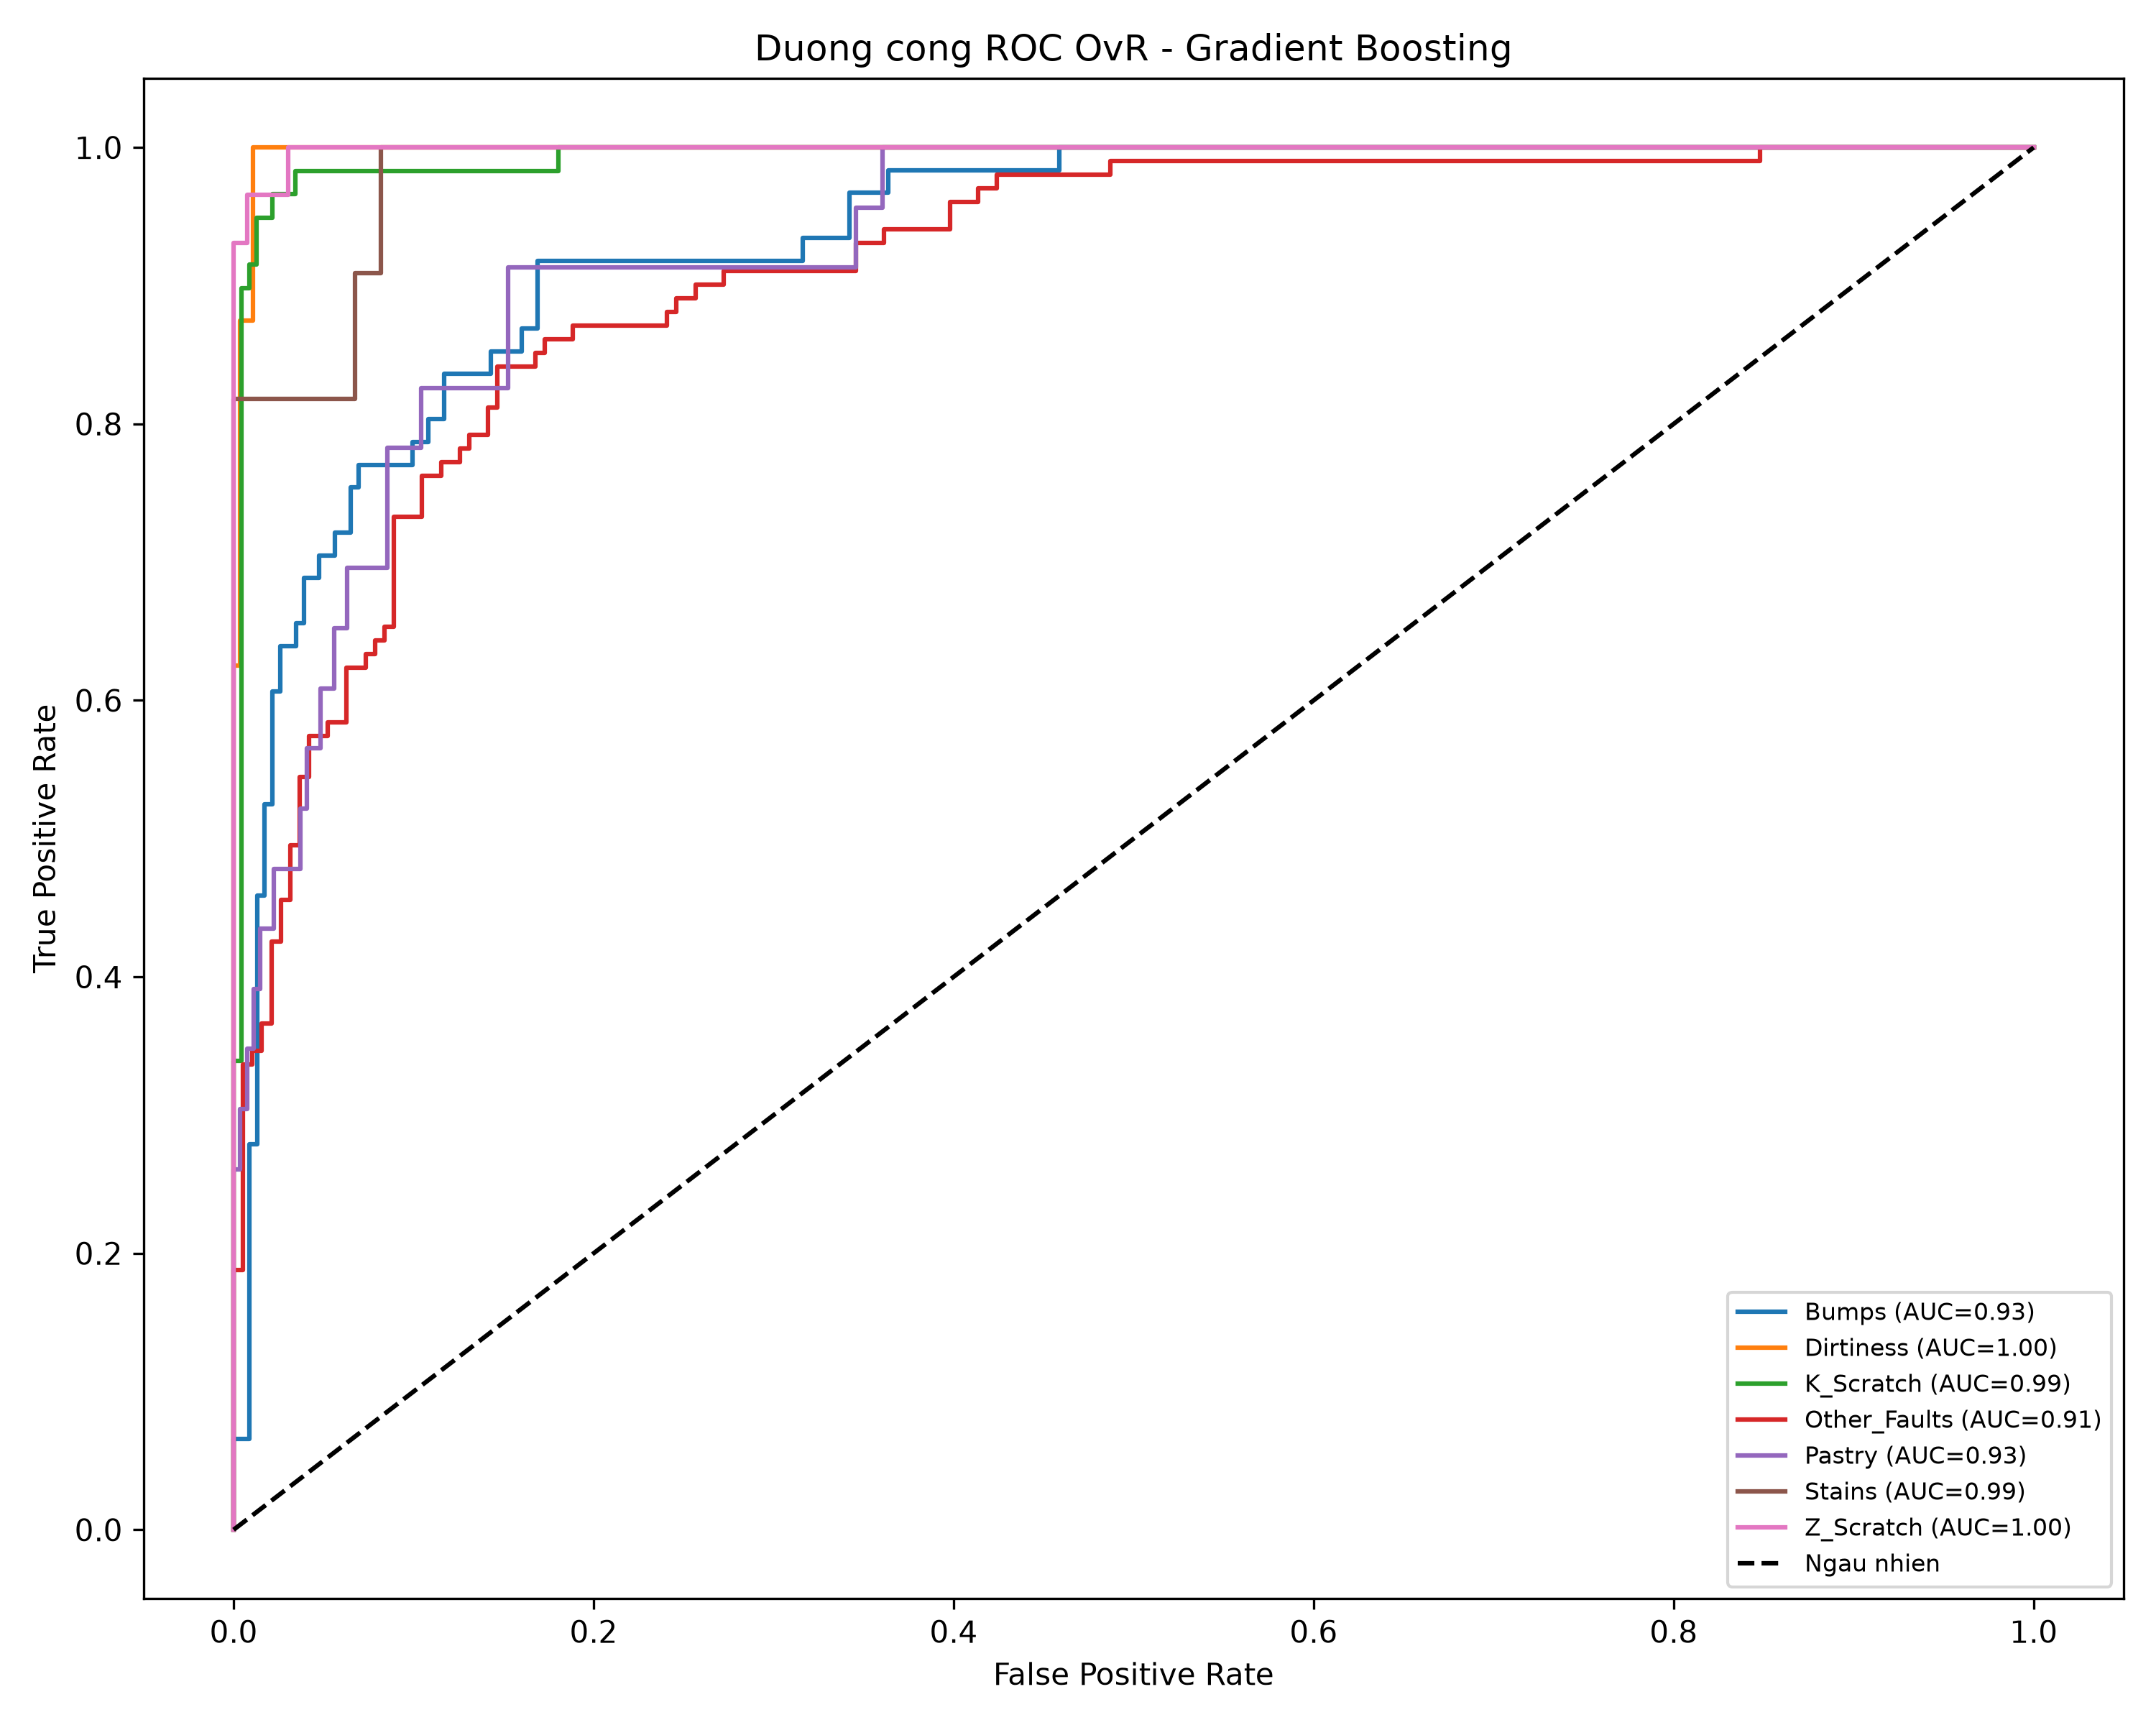 Duong cong ROC OvR - Gradient Boosting
True Positive Rate
1.0
0.8
0.6
0.4
0.2
0.0
0.0 0.2 0.4 0.6 0.8 1.0
False Positive Rate
Bumps (AUC=0.93)
Dirtiness (AUC=1.00)
K_Scratch (AUC=0.99)
Other_Faults (AUC=0.91)
Pastry (AUC=0.93)
Stains (AUC=0.99)
Z_Scratch (AUC=1.00)
Ngau nhien